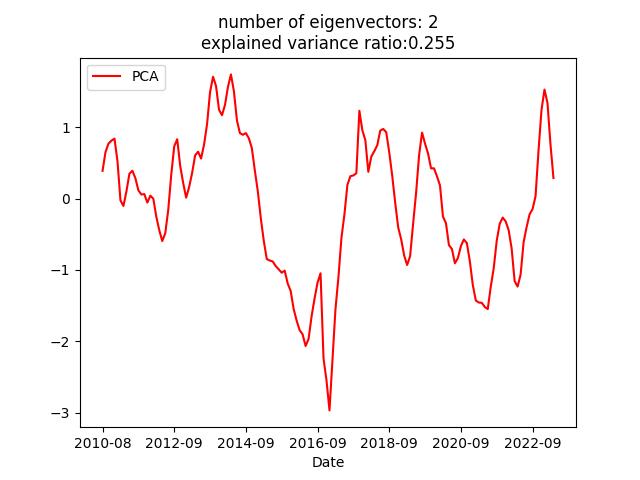 number of eigenvectors: 2
explained variance ratio:0.255
PCA
1
0
−1
−2
−3
2010-08 2012-09 2014-09 2016-09 2018-09 2020-09 2022-09
Date